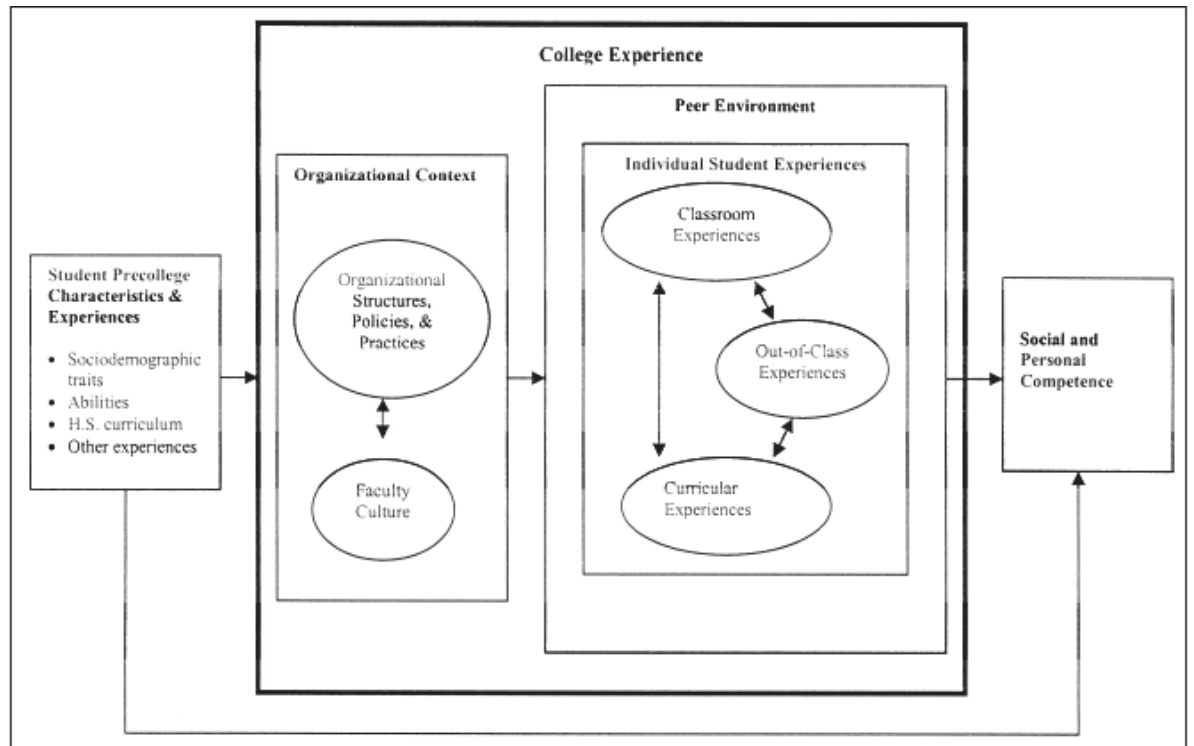 College Experience
Peer Environment
Individual Student Experiences
Organizational Context
Classroom
Experiences
Student Precollege
Characteristics &
Experiences
• Sociodemographic
traits
• Abilities
• H.S. curriculum
• Other experiences
Organizational
Structures,
Policies, &
Practices
Out-of-Class
Experiences
Social and
Personal
Competence
Faculty
Culture
Curricular
Experiences